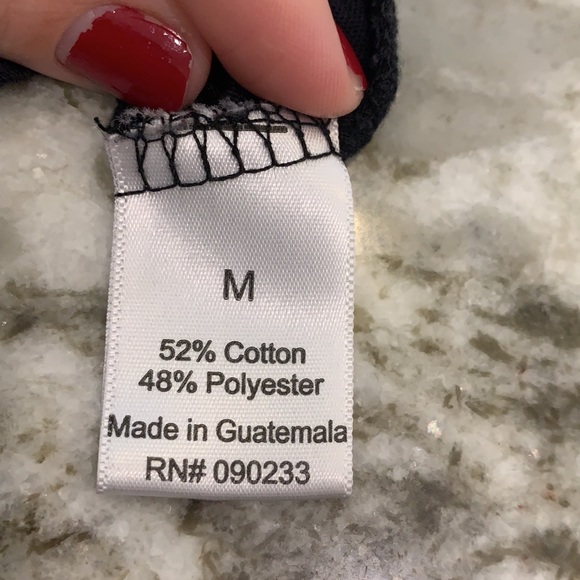 M
52% Cotton
48% Polyester
Made in Guatemala
RN# 090233